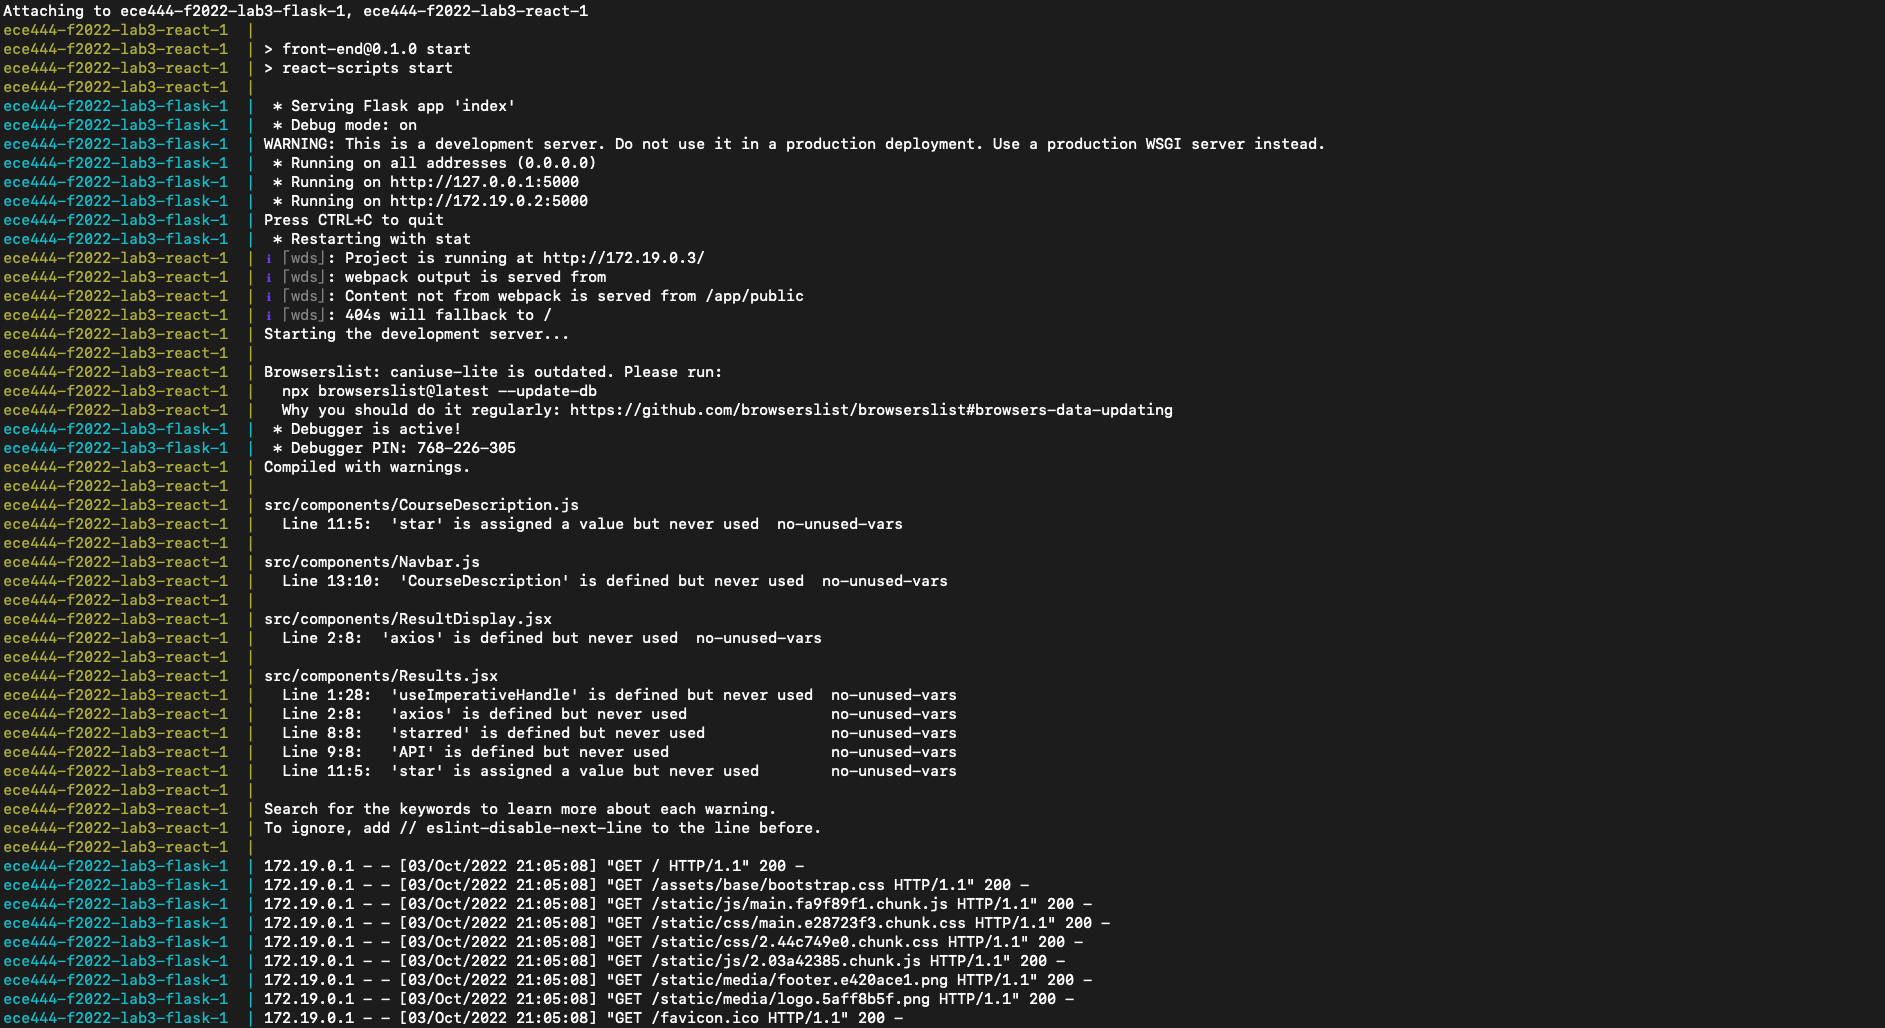 Attaching to ece444-f2022-lab3-flask-1, ece444-f2022-lab3-react-1
ece444-f2022-lab3-react-1  |
ece444-f2022-lab3-react-1  | > front-end@0.1.0 start
ece444-f2022-lab3-react-1  | > react-scripts start
ece444-f2022-lab3-react-1  |
ece444-f2022-lab3-flask-1  |  * Serving Flask app 'index'
ece444-f2022-lab3-flask-1  |  * Debug mode: on
ece444-f2022-lab3-flask-1  | WARNING: This is a development server. Do not use it in a production deployment. Use a production WSGI server instead.
ece444-f2022-lab3-flask-1  |  * Running on all addresses (0.0.0.0)
ece444-f2022-lab3-flask-1  |  * Running on http://127.0.0.1:5000
ece444-f2022-lab3-flask-1  |  * Running on http://172.19.0.2:5000
ece444-f2022-lab3-flask-1  | Press CTRL+C to quit
ece444-f2022-lab3-flask-1  |  * Restarting with stat
ece444-f2022-lab3-react-1  | ℹ ｢wds｣: Project is running at http://172.19.0.3/
ece444-f2022-lab3-react-1  | ℹ ｢wds｣: webpack output is served from
ece444-f2022-lab3-react-1  | ℹ ｢wds｣: Content not from webpack is served from /app/public
ece444-f2022-lab3-react-1  | ℹ ｢wds｣: 404s will fallback to /
ece444-f2022-lab3-react-1  | Starting the development server...
ece444-f2022-lab3-react-1  |
ece444-f2022-lab3-react-1  | Browserslist: caniuse-lite is outdated. Please run:
ece444-f2022-lab3-react-1  |   npx browserslist@latest --update-db
ece444-f2022-lab3-react-1  |   Why you should do it regularly: https://github.com/browserslist/browserslist#browsers-data-updating
ece444-f2022-lab3-flask-1  |  * Debugger is active!
ece444-f2022-lab3-flask-1  |  * Debugger PIN: 768-226-305
ece444-f2022-lab3-react-1  | Compiled with warnings.
ece444-f2022-lab3-react-1  |
ece444-f2022-lab3-react-1  | src/components/CourseDescription.js
ece444-f2022-lab3-react-1  |   Line 11:5:  'star' is assigned a value but never used  no-unused-vars
ece444-f2022-lab3-react-1  |
ece444-f2022-lab3-react-1  | src/components/Navbar.js
ece444-f2022-lab3-react-1  |   Line 13:10:  'CourseDescription' is defined but never used  no-unused-vars
ece444-f2022-lab3-react-1  |
ece444-f2022-lab3-react-1  | src/components/ResultDisplay.jsx
ece444-f2022-lab3-react-1  |   Line 2:8:  'axios' is defined but never used  no-unused-vars
ece444-f2022-lab3-react-1  |
ece444-f2022-lab3-react-1  | src/components/Results.jsx
ece444-f2022-lab3-react-1  |   Line 1:28:  'useImperativeHandle' is defined but never used  no-unused-vars
ece444-f2022-lab3-react-1  |   Line 2:8:   'axios' is defined but never used                no-unused-vars
ece444-f2022-lab3-react-1  |   Line 8:8:   'starred' is defined but never used              no-unused-vars
ece444-f2022-lab3-react-1  |   Line 9:8:   'API' is defined but never used                  no-unused-vars
ece444-f2022-lab3-react-1  |   Line 11:5:  'star' is assigned a value but never used        no-unused-vars
ece444-f2022-lab3-react-1  |
ece444-f2022-lab3-react-1  | Search for the keywords to learn more about each warning.
ece444-f2022-lab3-react-1  | To ignore, add // eslint-disable-next-line to the line before.
ece444-f2022-lab3-react-1  |
ece444-f2022-lab3-flask-1  | 172.19.0.1 - - [03/Oct/2022 21:05:08] "GET / HTTP/1.1" 200 -
ece444-f2022-lab3-flask-1  | 172.19.0.1 - - [03/Oct/2022 21:05:08] "GET /assets/base/bootstrap.css HTTP/1.1" 200 -
ece444-f2022-lab3-flask-1  | 172.19.0.1 - - [03/Oct/2022 21:05:08] "GET /static/js/main.fa9f89f1.chunk.js HTTP/1.1" 200 -
ece444-f2022-lab3-flask-1  | 172.19.0.1 - - [03/Oct/2022 21:05:08] "GET /static/css/main.e28723f3.chunk.css HTTP/1.1" 200 -
ece444-f2022-lab3-flask-1  | 172.19.0.1 - - [03/Oct/2022 21:05:08] "GET /static/css/2.44c749e0.chunk.css HTTP/1.1" 200 -
ece444-f2022-lab3-flask-1  | 172.19.0.1 - - [03/Oct/2022 21:05:08] "GET /static/js/2.03a42385.chunk.js HTTP/1.1" 200 -
ece444-f2022-lab3-flask-1  | 172.19.0.1 - - [03/Oct/2022 21:05:08] "GET /static/media/footer.e420ace1.png HTTP/1.1" 200 -
ece444-f2022-lab3-flask-1  | 172.19.0.1 - - [03/Oct/2022 21:05:08] "GET /static/media/logo.5aff8b5f.png HTTP/1.1" 200 -
ece444-f2022-lab3-flask-1  | 172.19.0.1 - - [03/Oct/2022 21:05:08] "GET /favicon.ico HTTP/1.1" 200 -